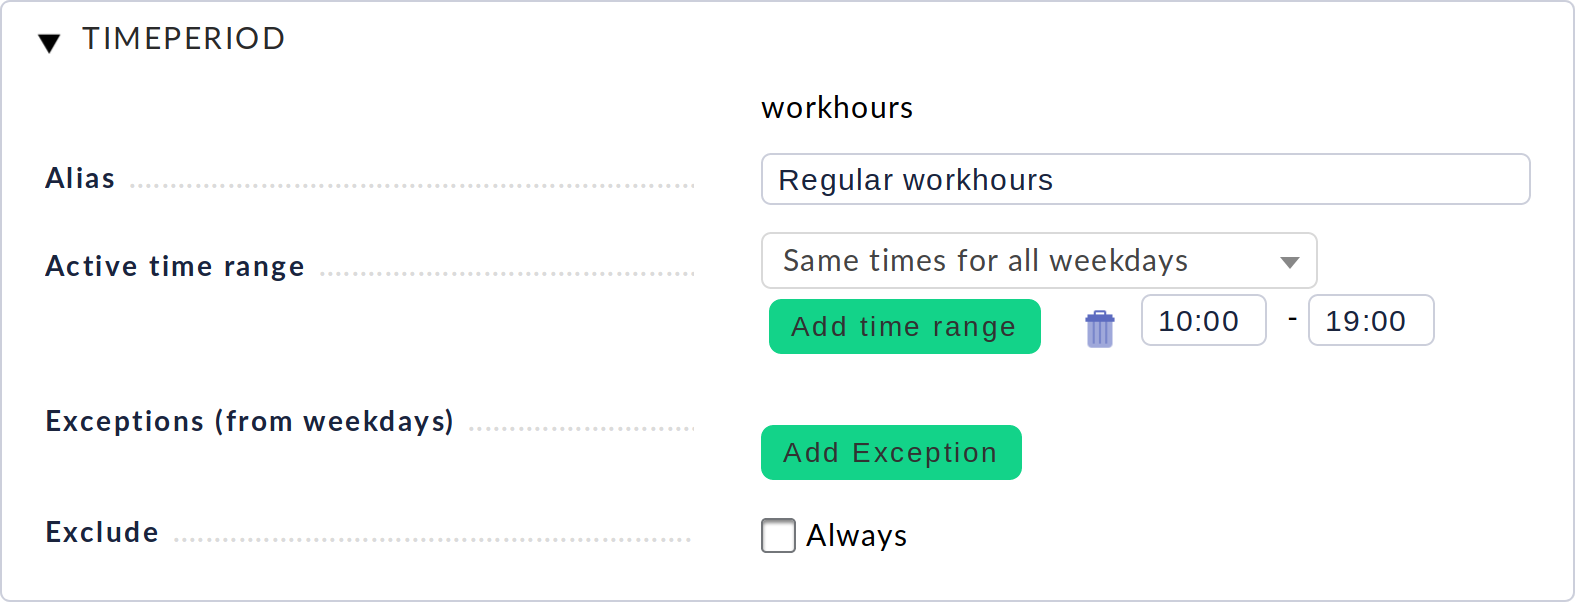 TIMEPERIOD
workhours
Alias Regular workhours
Active time range Same times for all weekdays
Add time range 10:00 - 19:00
Exceptions (from weekdays)
Add Exception
Exclude Always